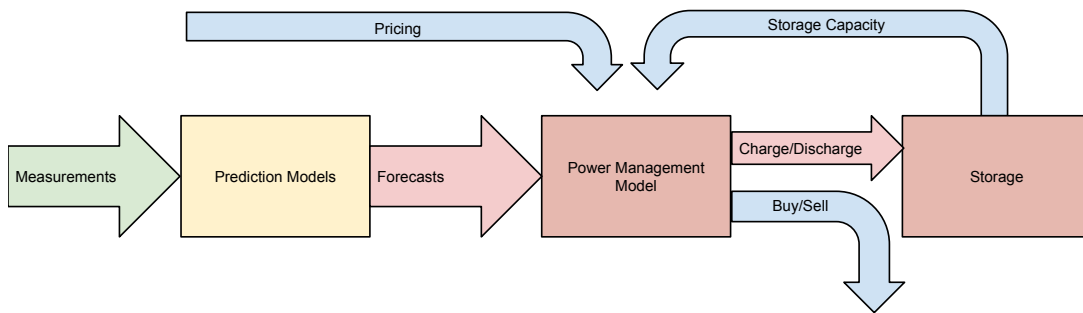 Pricing
Storage Capacity
Measurements
Prediction Models
Forecasts
Power Management
Model
Charge/Discharge
Storage
Buy/Sell